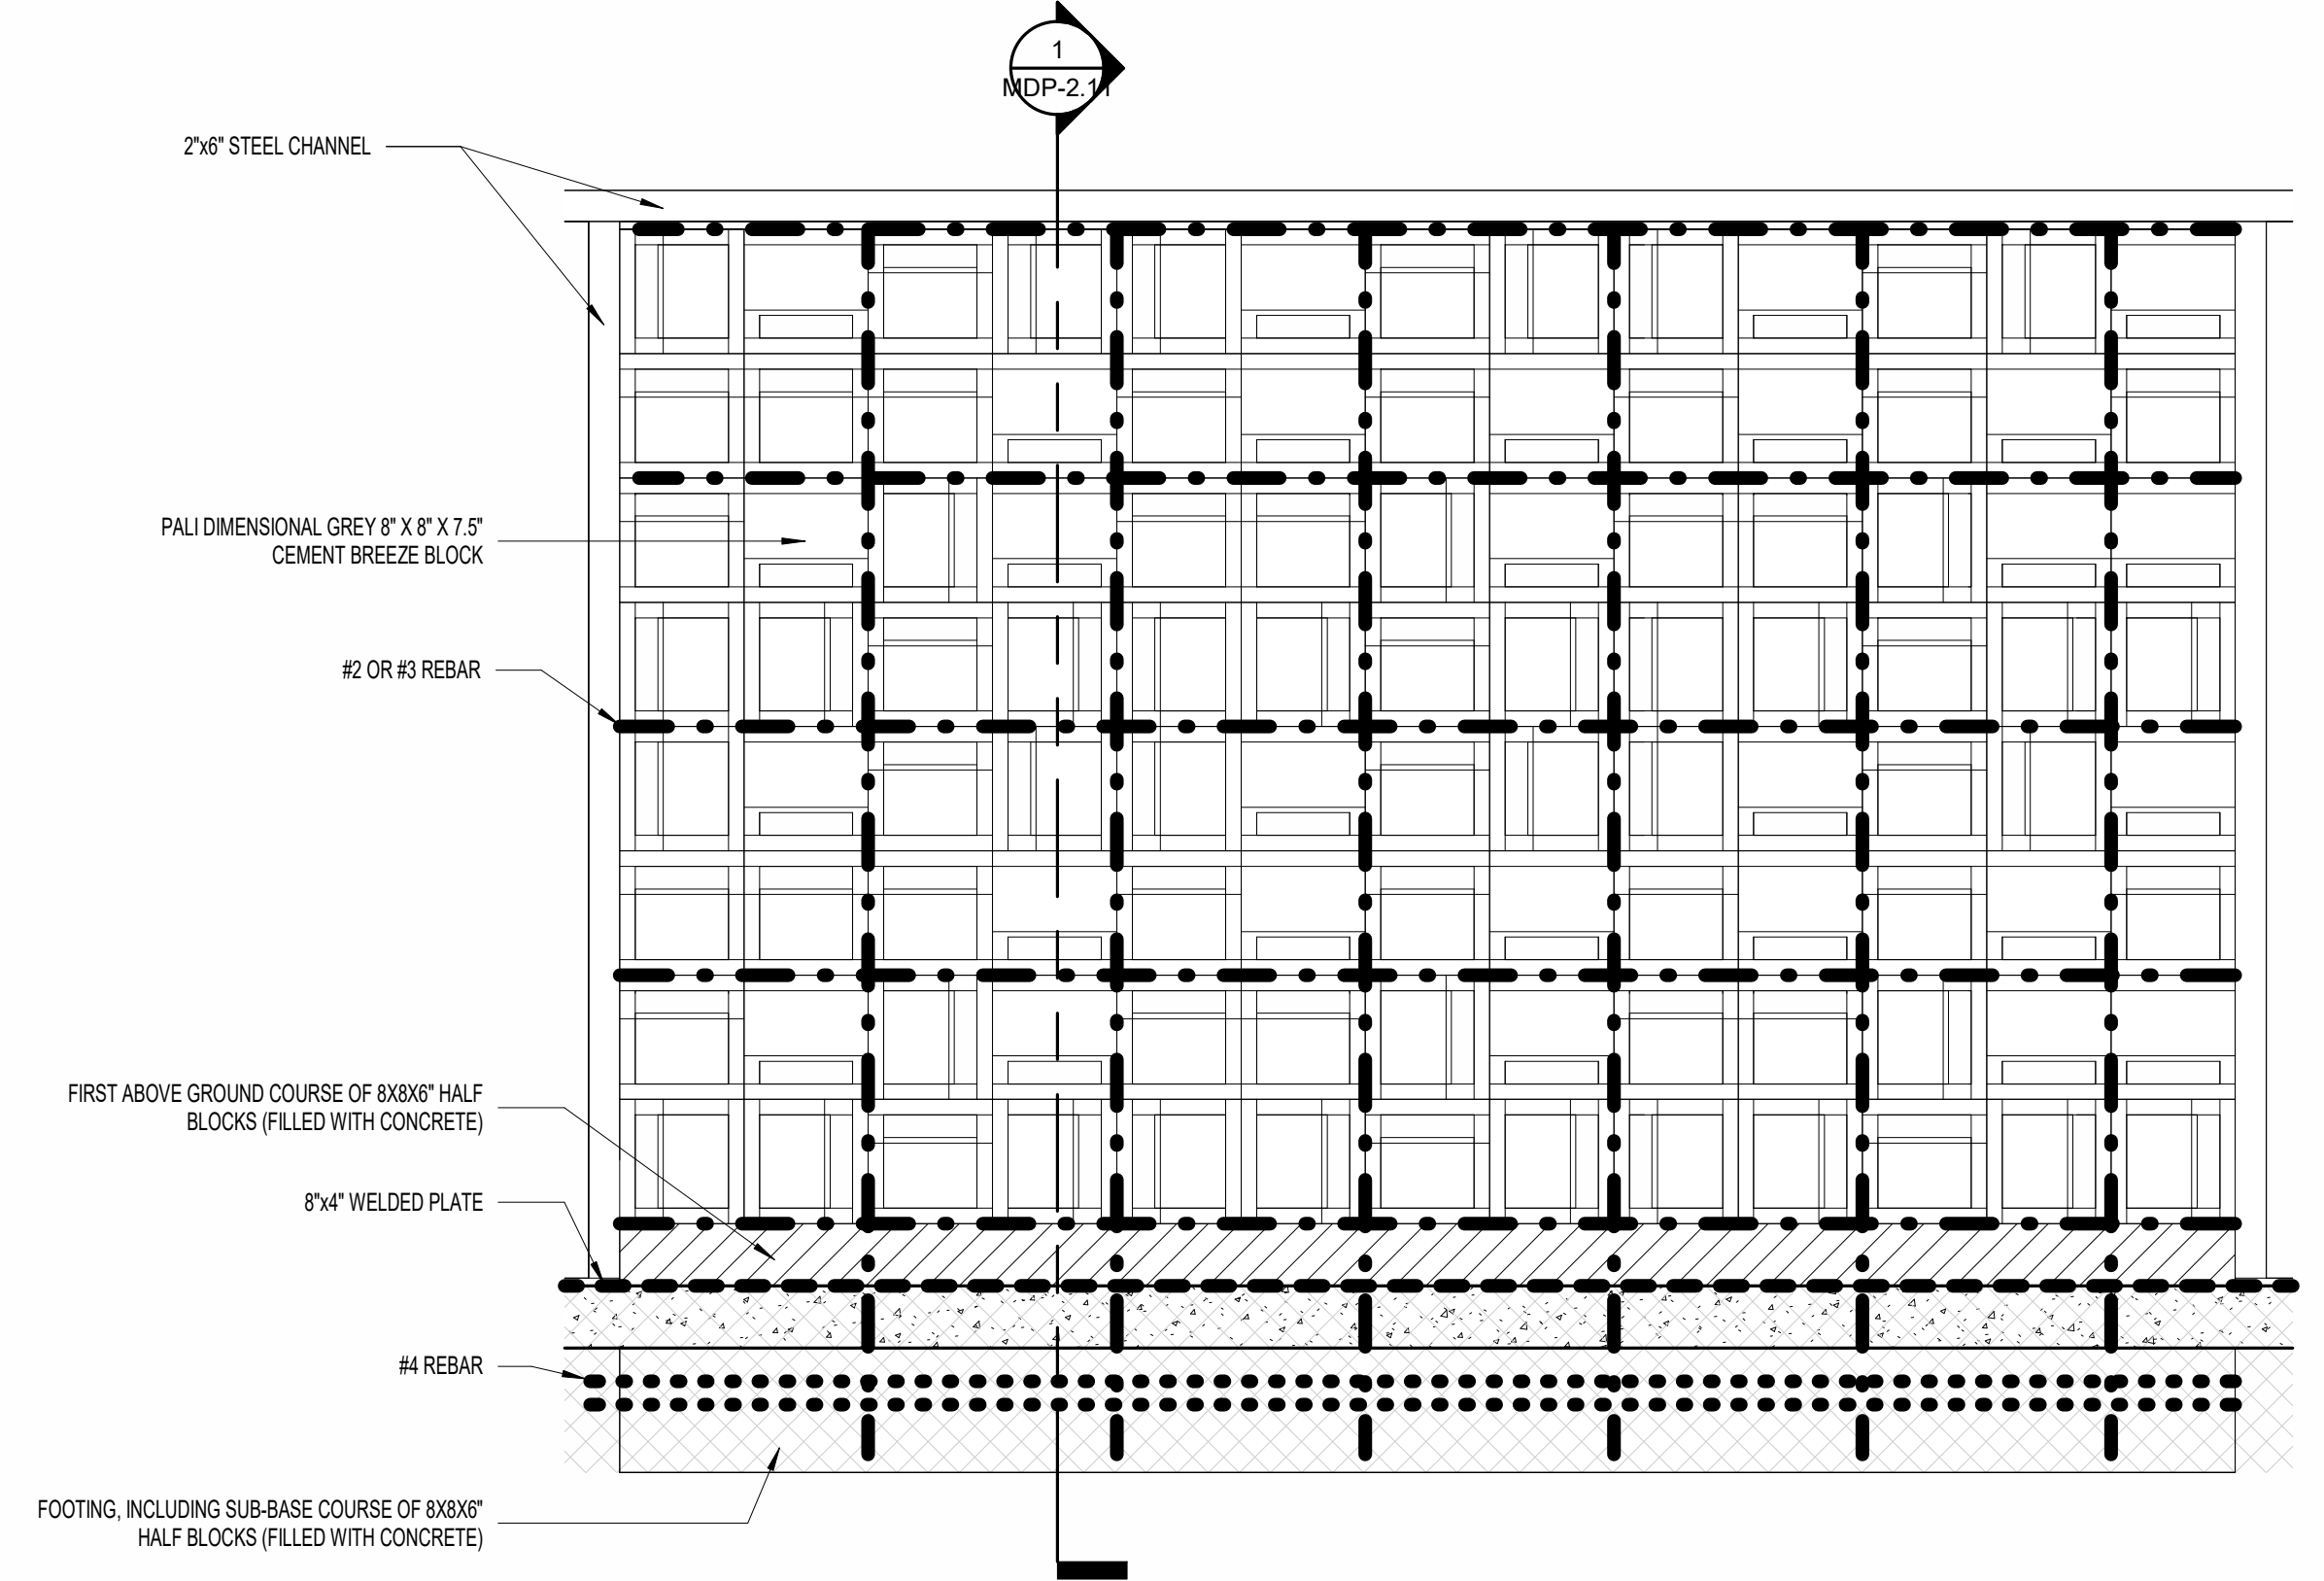 1
MDP-2.11
2"x6" STEEL CHANNEL
PALI DIMENSIONAL GREY 8" X 8" X 7.5"
CEMENT BREEZE BLOCK
#2 OR #3 REBAR
FIRST ABOVE GROUND COURSE OF 8X8X6" HALF
BLOCKS (FILLED WITH CONCRETE)
8"x4" WELDED PLATE
#4 REBAR
FOOTING, INCLUDING SUB-BASE COURSE OF 8X8X6"
HALF BLOCKS (FILLED WITH CONCRETE)